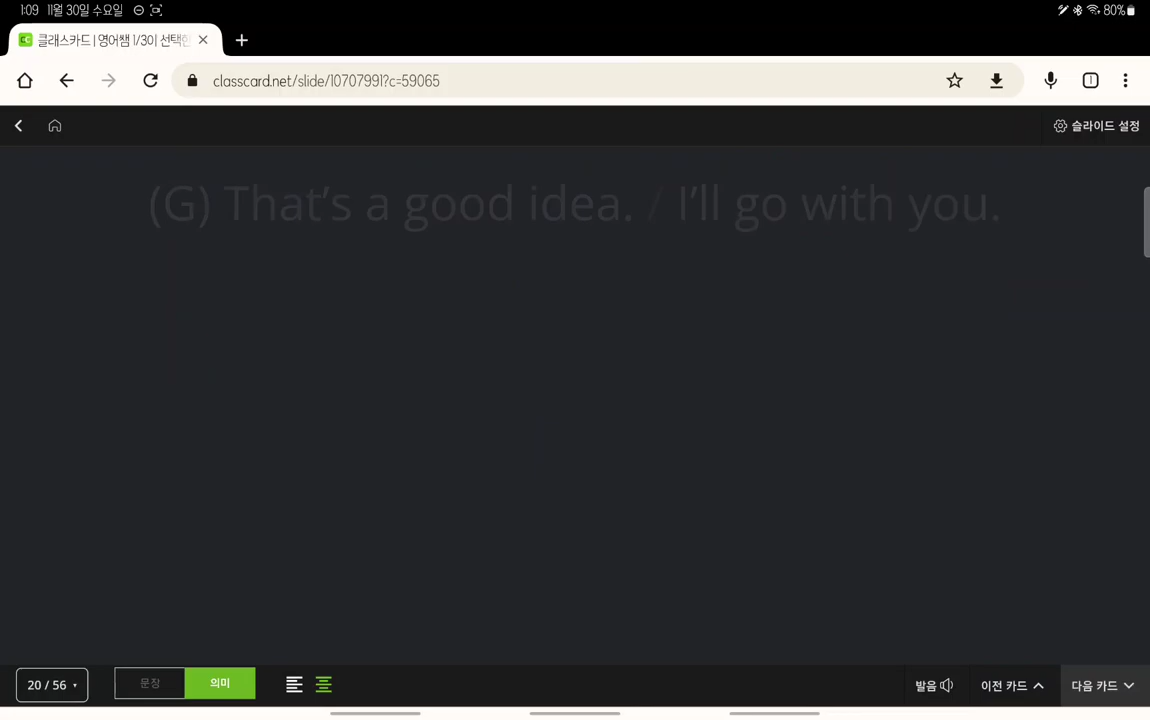 1:09 11월 30일 수요일 80%
클래스카드 | 영어쌤 1/3이 선택한
classcard.net/slide/10707991?c=59065
슬라이드 설정
(G) That’s a good idea. / I’ll go with you.
20 / 56 문장 의미 발음 이전 카드 다음 카드